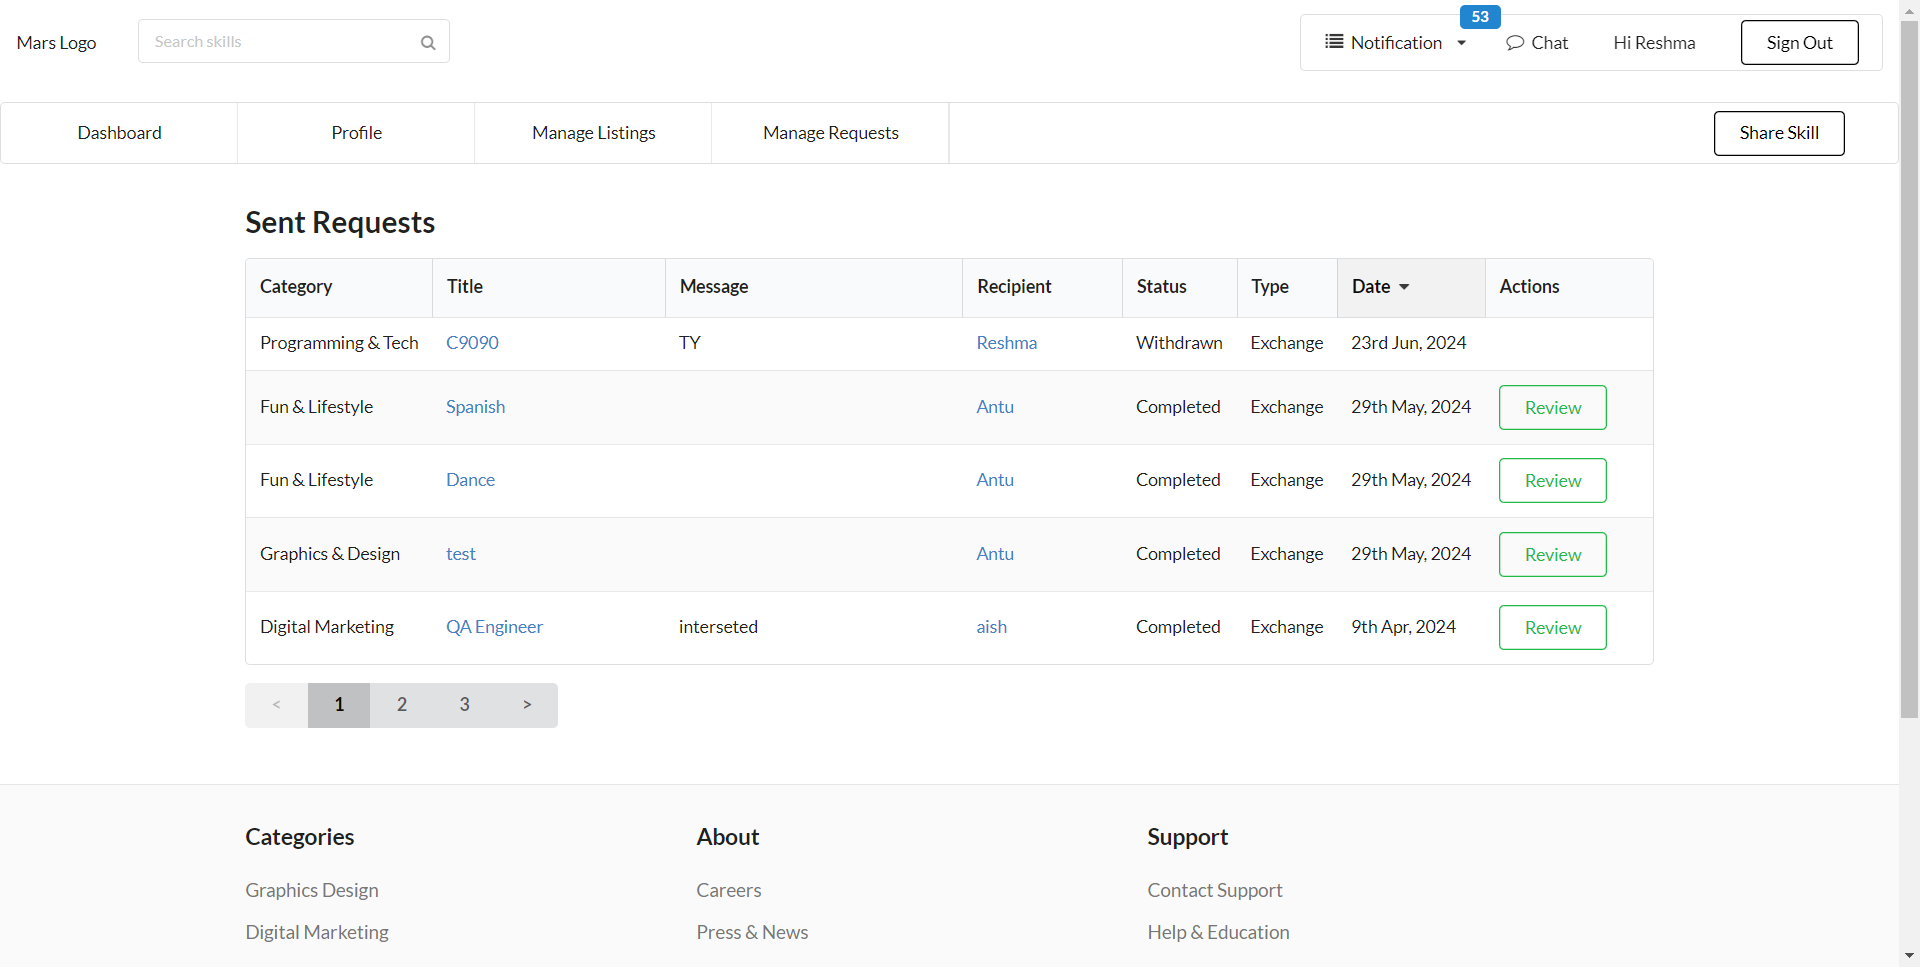 53
Mars Logo
Search skills
Notification
Chat
Hi Reshma
Sign Out
Dashboard
Profile
Manage Listings
Manage Requests
Share Skill
Sent Requests
Category Title Message Recipient Status Type Date Actions
Programming & Tech C9090 TY Reshma Withdrawn Exchange 23rd Jun, 2024
Fun & Lifestyle Spanish Antu Completed Exchange 29th May, 2024 Review
Fun & Lifestyle Dance Antu Completed Exchange 29th May, 2024 Review
Graphics & Design test Antu Completed Exchange 29th May, 2024 Review
Digital Marketing QA Engineer interseted aish Completed Exchange 9th Apr, 2024 Review
< 1 2 3 >
Categories
Graphics Design
Digital Marketing
About
Careers
Press & News
Support
Contact Support
Help & Education